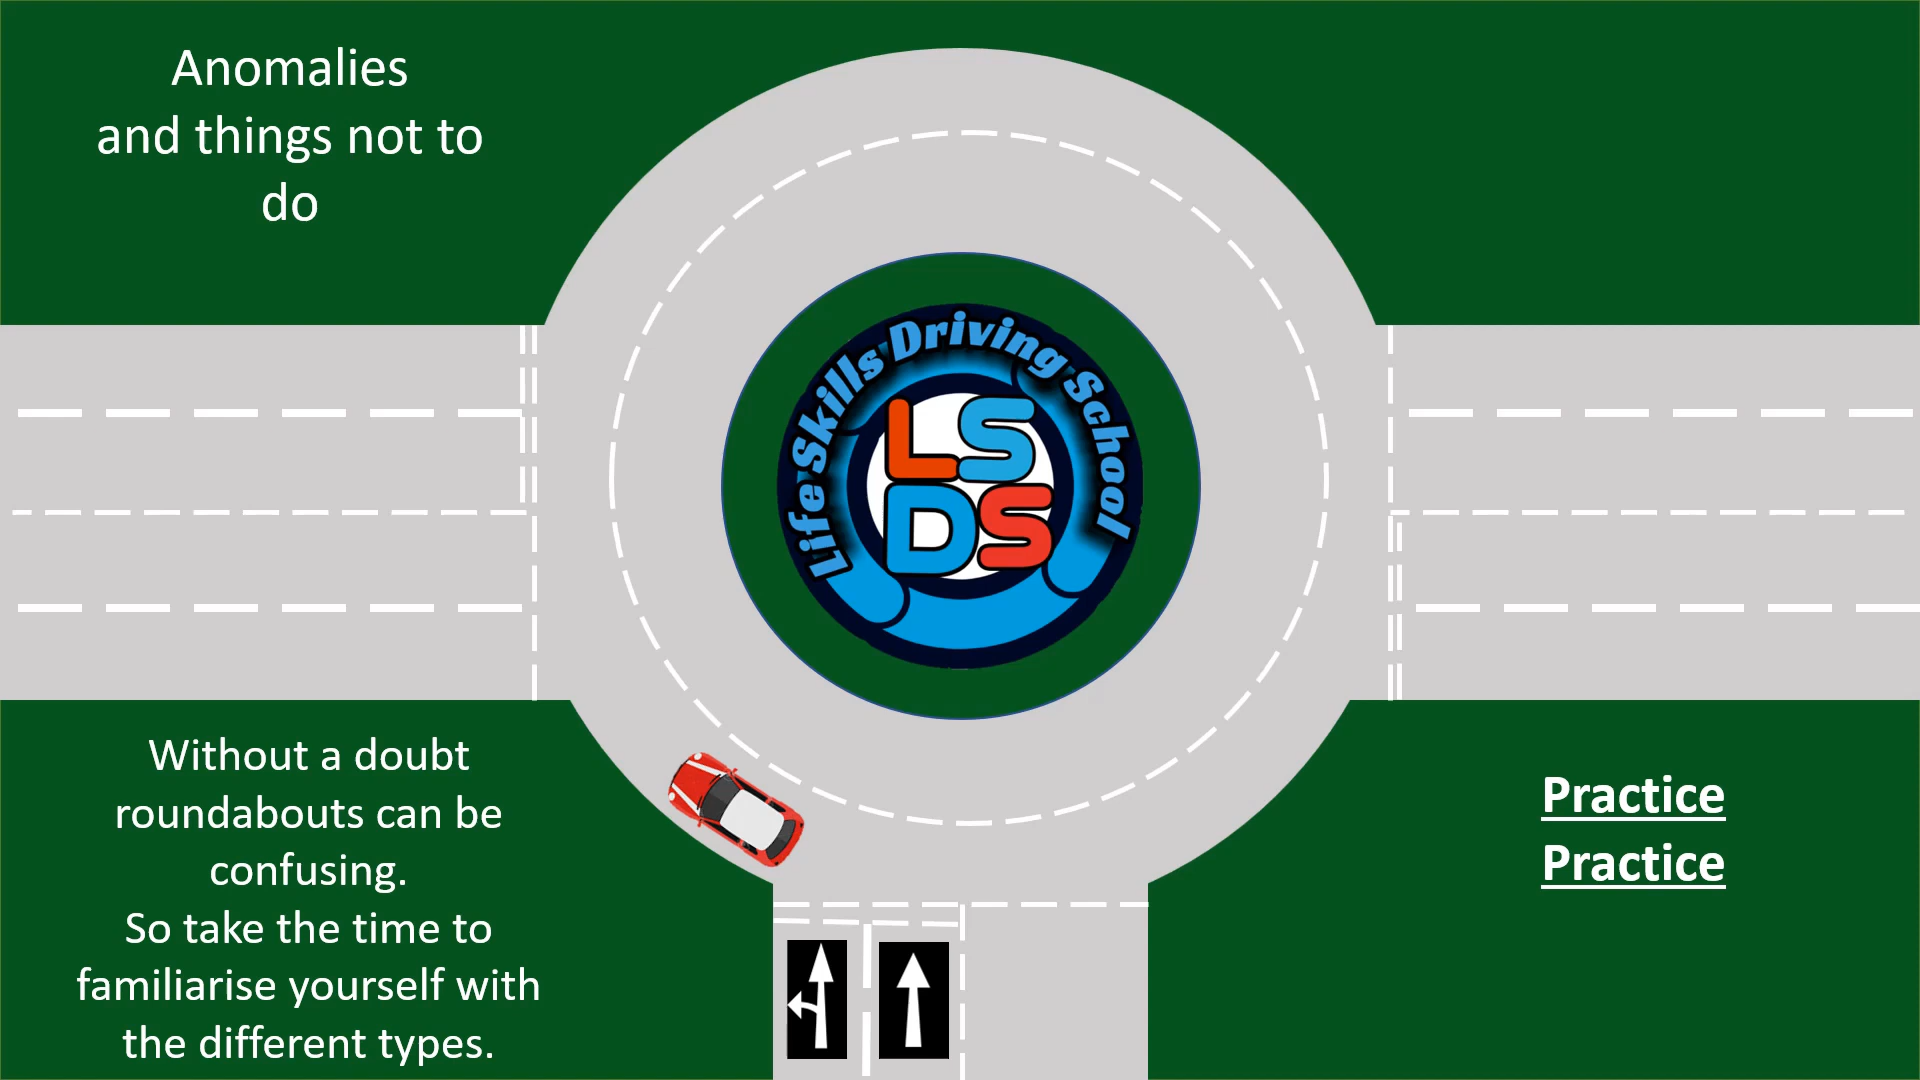 Anomalies
and things not to
do
Life Skills Driving School
LS
DS
Without a doubt
roundabouts can be
confusing.
So take the time to
familiarise yourself with
the different types.
Practice
Practice